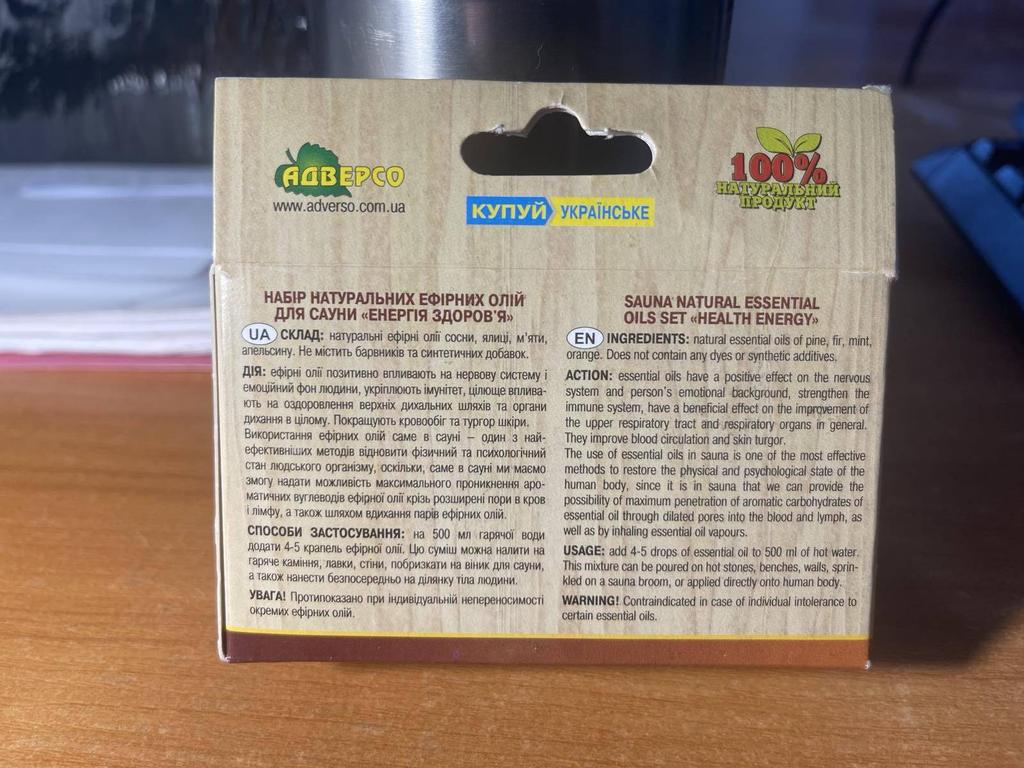 АДВЕРСО
www.adverso.com.ua
КУПУЙ УКРАЇНСЬКЕ
100%
НАТУРАЛЬНИЙ
ПРОДУКТ
НАБІР НАТУРАЛЬНИХ ЕФІРНИХ ОЛІЙ
ДЛЯ САУНИ «ЕНЕРГІЯ ЗДОРОВ'Я»
UA СКЛАД: натуральні ефірні олії сосни, ялиці, м'яти,
апельсину. Не містить барвників та синтетичних добавок.
ДІЯ: ефірні олії позитивно впливають на нервову систему і
емоційний фон людини, укріплюють імунітет, цілюще вплива-
ють на оздоровлення верхніх дихальних шляхів та органи
дихання в цілому. Покращують кровообіг та тургор шкіри.
Використання ефірних олій саме в сауні – один з най-
ефективніших методів відновити фізичний та психологічний
стан людського організму, оскільки, саме в сауні ми маємо
змогу надати можливість максимального проникнення аро-
матичних вуглеводів ефірної олії крізь розширені пори в кров
і лімфу, а також шляхом вдихання парів ефірних олій.
СПОСОБИ ЗАСТОСУВАННЯ: на 500 мл гарячої води
додати 4-5 крапель ефірної олії. Цю суміш можна налити на
гаряче каміння, лавки, стіни, побризкати на віник для сауни,
а також нанести безпосередньо на ділянку тіла людини.
УВАГА! Протипоказано при індивідуальній непереносимості
окремих ефірних олій.
SAUNA NATURAL ESSENTIAL
OILS SET «HEALTH ENERGY»
EN INGREDIENTS: natural essential oils of pine, fir, mint,
orange. Does not contain any dyes or synthetic additives.
ACTION: essential oils have a positive effect on the nervous
system and person's emotional background, strengthen the
immune system, have a beneficial effect on the improvement of
the upper respiratory tract and respiratory organs in general.
They improve blood circulation and skin turgor.
The use of essential oils in sauna is one of the most effective
methods to restore the physical and psychological state of the
human body, since it is in sauna that we can provide the
possibility of maximum penetration of aromatic carbohydrates of
essential oil through dilated pores into the blood and lymph, as
well as by inhaling essential oil vapours.
USAGE: add 4-5 drops of essential oil to 500 ml of hot water.
This mixture can be poured on hot stones, benches, walls, sprin-
kled on a sauna broom, or applied directly onto human body.
WARNING! Contraindicated in case of individual intolerance to
certain essential oils.